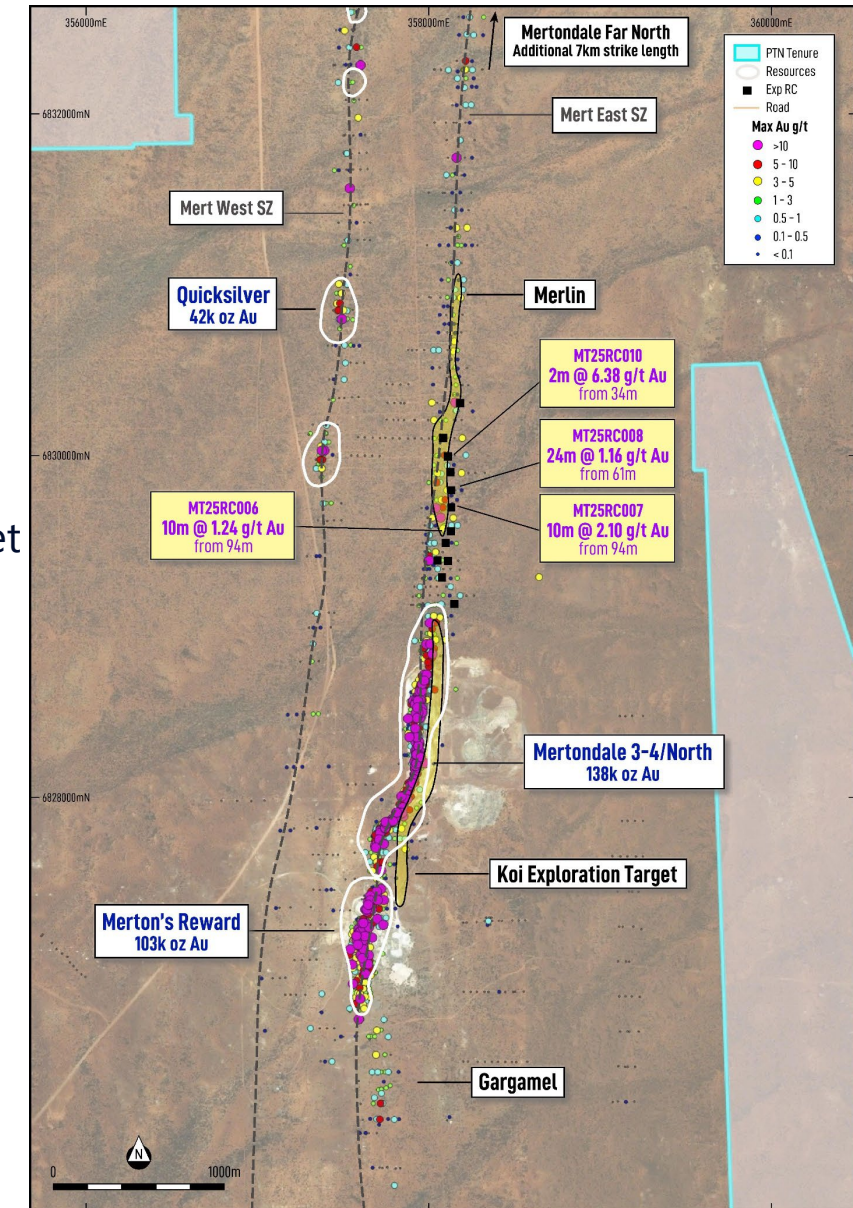 356000mE
358000mE
360000mE
Mertondale Far North
Additional 7km strike length
PTN Tenure
Resources
Exp RC
Road
Max Au g/t
>10
5 - 10
3 - 5
1 - 3
0.5 - 1
0.1 - 0.5
< 0.1
6832000mN
Mert East SZ
Mert West SZ
Quicksilver
42k oz Au
Merlin
MT25RC010
2m @ 6.38 g/t Au
from 34m
MT25RC008
24m @ 1.16 g/t Au
from 61m
6830000mN
MT25RC006
10m @ 1.24 g/t Au
from 94m
MT25RC007
10m @ 2.10 g/t Au
from 94m
et
Mertondale 3-4/North
138k oz Au
6828000mN
Koi Exploration Target
Merton's Reward
103k oz Au
Gargamel
N
0
1000m